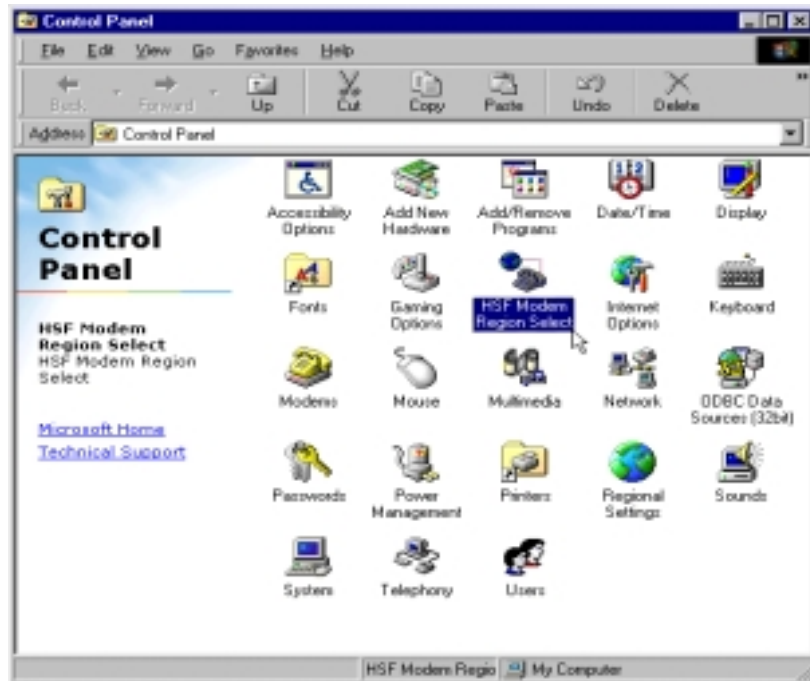 Control Panel
File Edit View Go Favorites Help
Back Forward Up Cut Copy Paste Undo Delete
Address Control Panel
Control
Panel
HSF Modem
Region Select
HSF Modem Region
Select
Microsoft Home
Technical Support
Accessibility
Options
Add New
Hardware
Add/Remove
Programs
Date/Time
Display
Fonts
Gaming
Options
HSF Modem
Region Select
Internet
Options
Keyboard
Modems
Mouse
Multimedia
Network
ODBC Data
Sources (32bit)
Passwords
Power
Management
Printers
Regional
Settings
Sounds
System
Telephony
Users
HSF Modem Regio My Computer